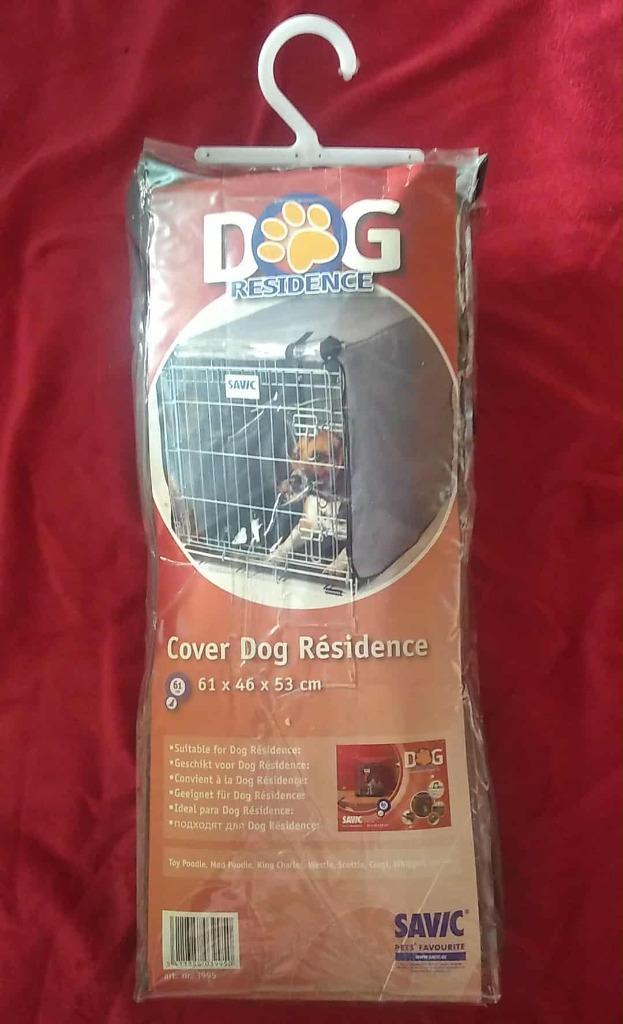 DOG
RESIDENCE
SAVIC
Cover Dog Résidence
61
61 x 46 x 53 cm
•Suitable for Dog Résidence:
•Geschikt voor Dog Résidence:
•Convient à la Dog Résidence:
•Geeignet für Dog Résidence:
•Ideal para Dog Résidence:
•подходят для Dog Résidence:
DOG
SAVIC
Toy Poodle, Med Poodle, King Charles, Westie, Scottie, Corgi, Whippet
SAVIC®
PETS' FAVOURITE
www.savic.be
art. nr. 3995